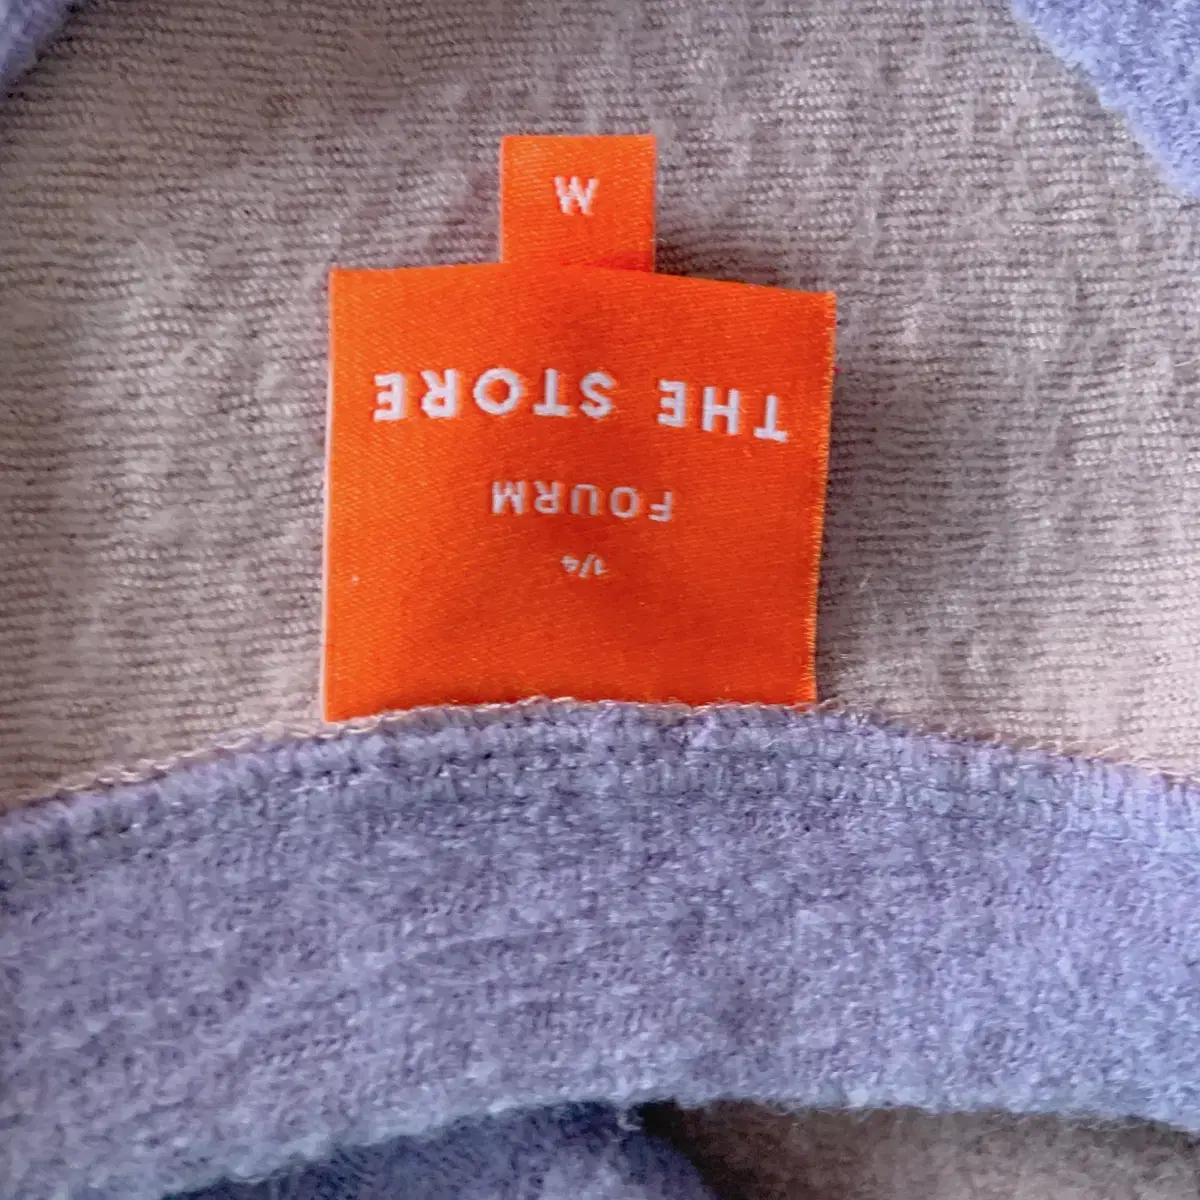 1/4
FOURM
THE STORE
M